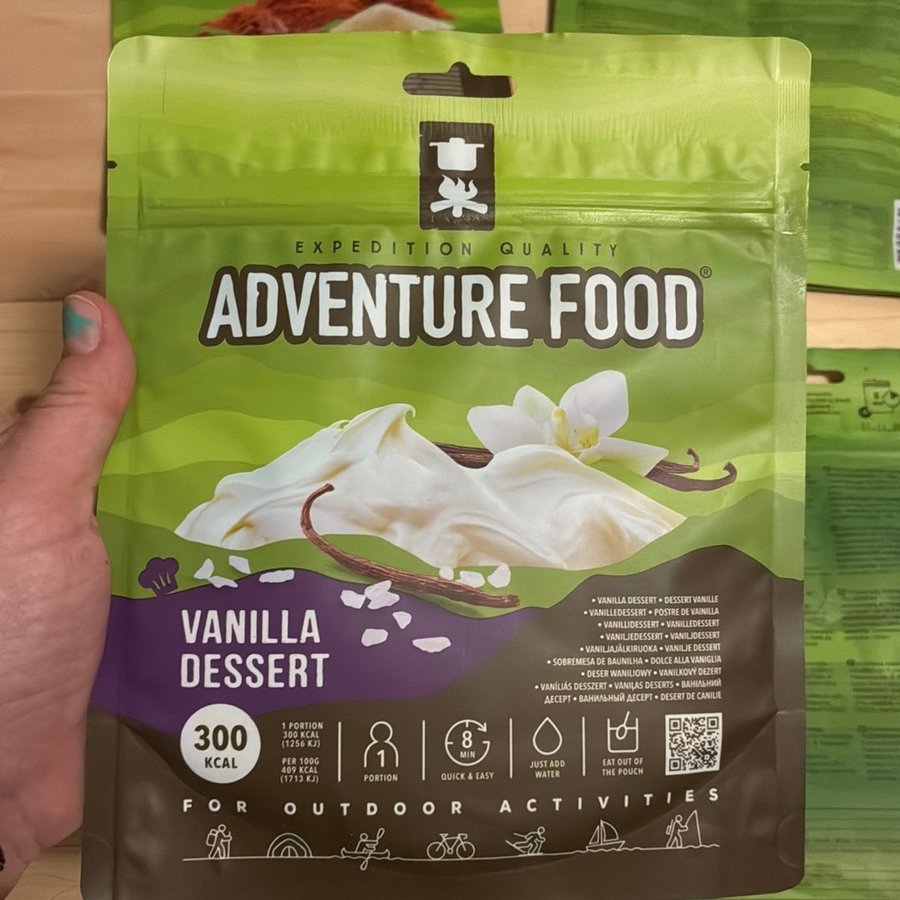 EXPEDITION QUALITY
ADVENTURE FOOD®
VANILLA
DESSERT
• VANILLA DESSERT • DESSERT VANILLE
• VANILLEDESSERT • POSTRE DE VAINILLA
• VANILLIDESSERT • VANILLEDESSERT
• VANILJEDESSERT • VANILJDESSERT
• VANILJAJÄLKIRUOKA • VANILJE DESSERT
• SOBREMESA DE BAUNILHA • DOLCE ALLA VANIGLIA
• DESER WANILIOWY • VANILKOVÝ DEZERT
• VANÍLIÁS DESSZERT • VANIĻAS DESERTS • ВАНІЛЬНИЙ
ДЕСЕРТ • ВАНИЛЬНЫЙ ДЕСЕРТ • DESERT DE CANILIE
300
KCAL
1 PORTION
300 KCAL
(1256 KJ)
PER 100G
409 KCAL
(1713 KJ)
1
PORTION
8
MIN
QUICK & EASY
JUST ADD
WATER
EAT OUT OF
THE POUCH
FOR OUTDOOR ACTIVITIES